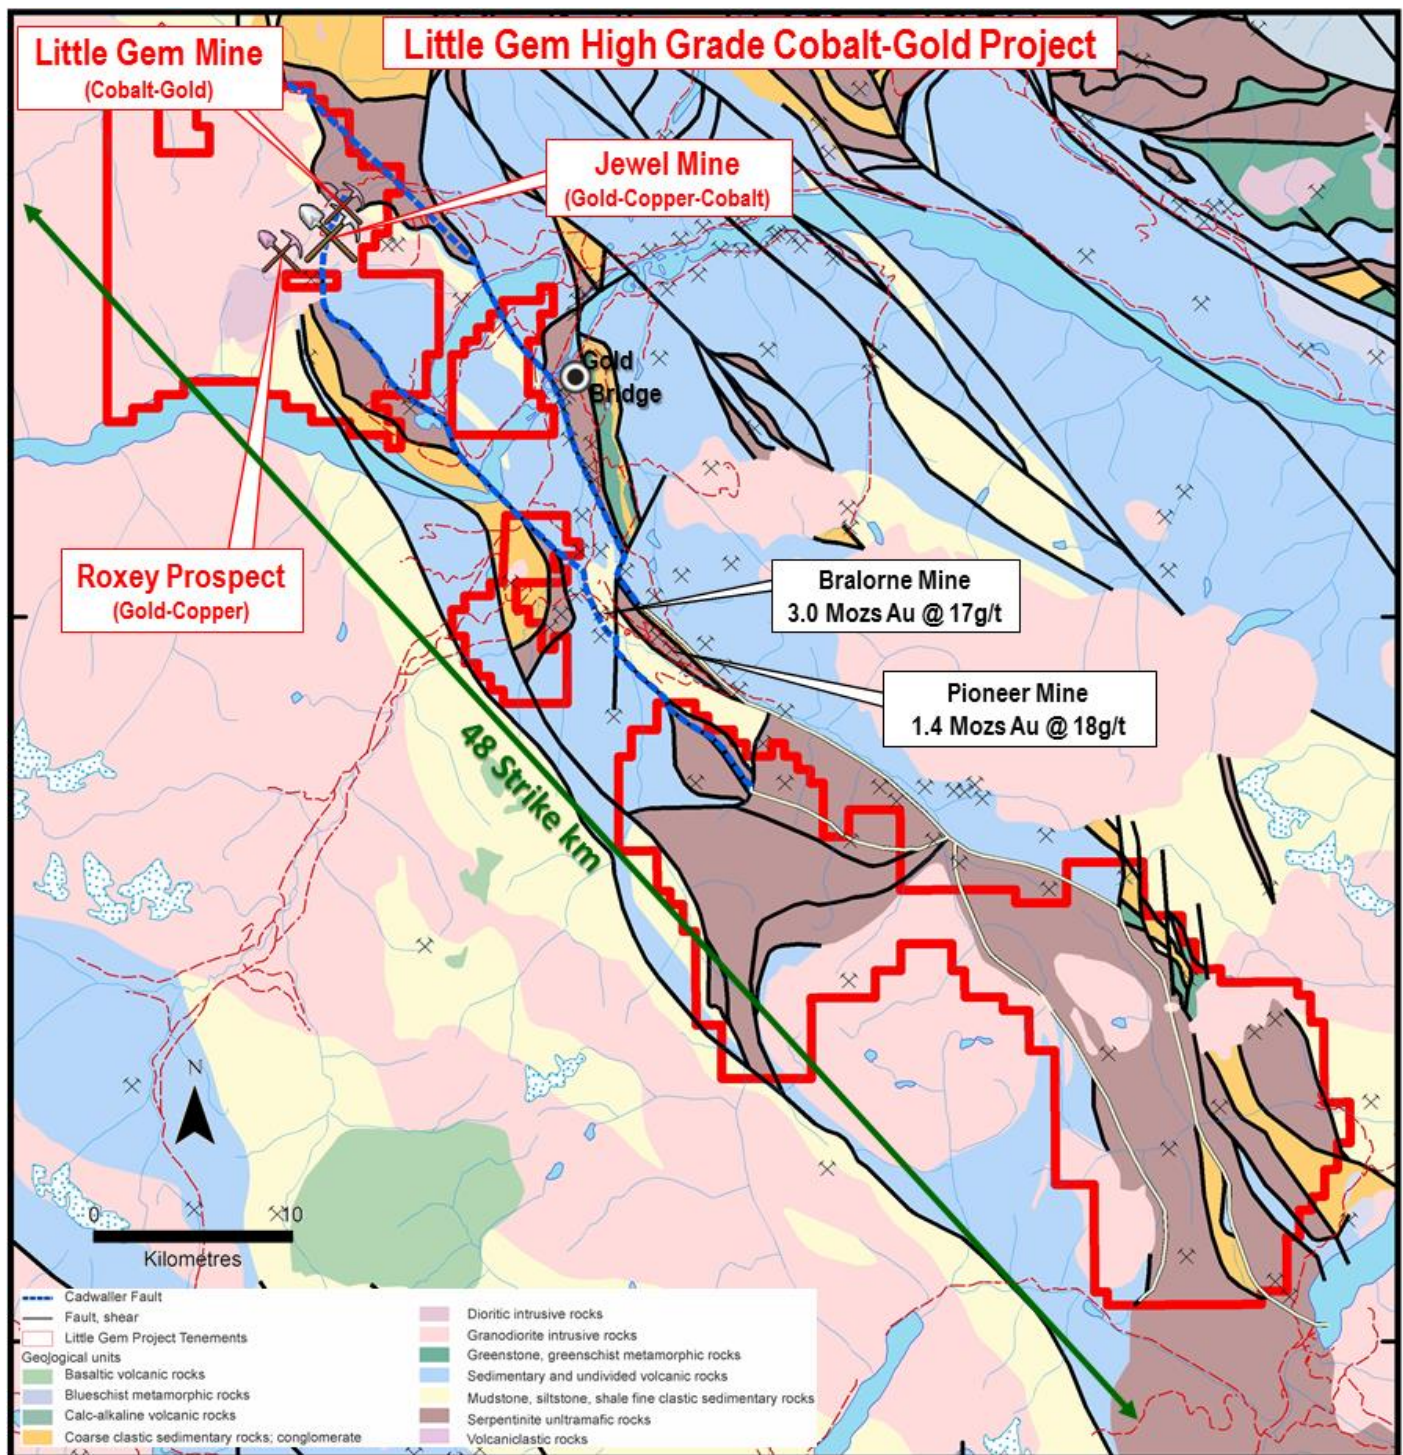 Little Gem High Grade Cobalt-Gold Project
Little Gem Mine
(Cobalt-Gold)
Jewel Mine
(Gold-Copper-Cobalt)
Gold
Bridge
Roxey Prospect
(Gold-Copper)
Bralorne Mine
3.0 Mozs Au @ 17g/t
Pioneer Mine
1.4 Mozs Au @ 18g/t
48 Strike km
N
0 10
Kilometres
Cadwaller Fault
Fault, shear
Little Gem Project Tenements
Geological units
Basaltic volcanic rocks
Blueschist metamorphic rocks
Calc-alkaline volcanic rocks
Coarse clastic sedimentary rocks; conglomerate
Dioritic intrusive rocks
Granodiorite intrusive rocks
Greenstone, greenschist metamorphic rocks
Sedimentary and undivided volcanic rocks
Mudstone, siltstone, shale fine clastic sedimentary rocks
Serpentinite unltramafic rocks
Volcaniclastic rocks